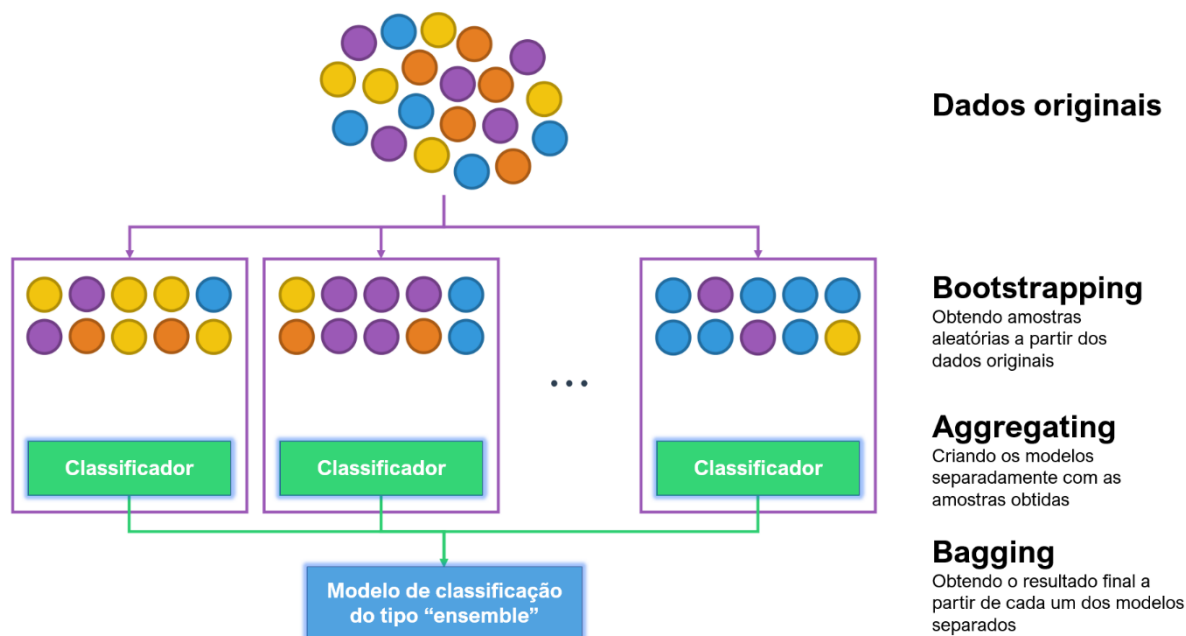 Dados originais
Bootstrapping
Obtendo amostras
aleatórias a partir dos
dados originais
...
Aggregating
Criando os modelos
separadamente com as
amostras obtidas
Classificador
Classificador
Classificador
Bagging
Obtendo o resultado final a
partir de cada um dos modelos
separados
Modelo de classificação
do tipo “ensemble”